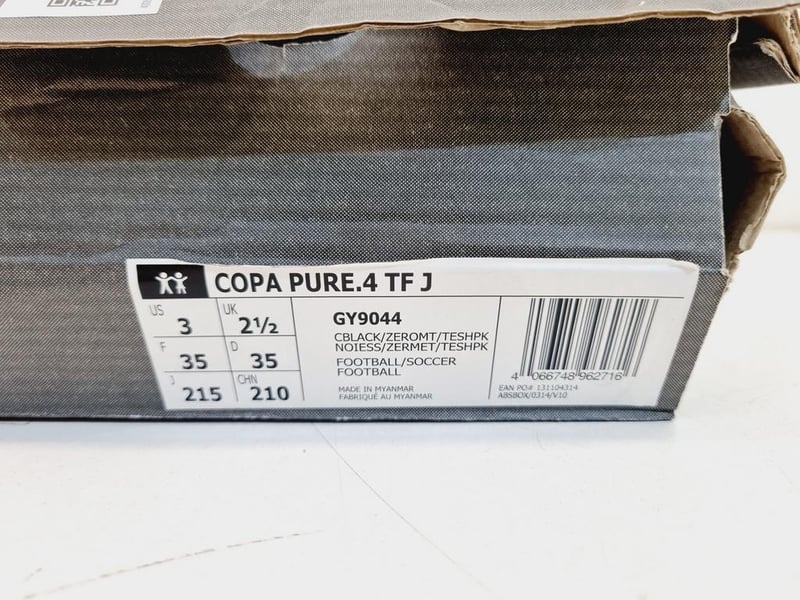 COPA PURE.4 TF J
US 3 UK 2½
F 35 D 35
J 215 CHN 210
GY9044
CBLACK/ZEROMT/TESHPK
NOIESS/ZERMET/TESHPK
FOOTBALL/SOCCER
FOOTBALL
MADE IN MYANMAR
FABRIQUÉ AU MYANMAR
4 066748 962716
EAN PO# 131104314
ABSBOX/0314/V10